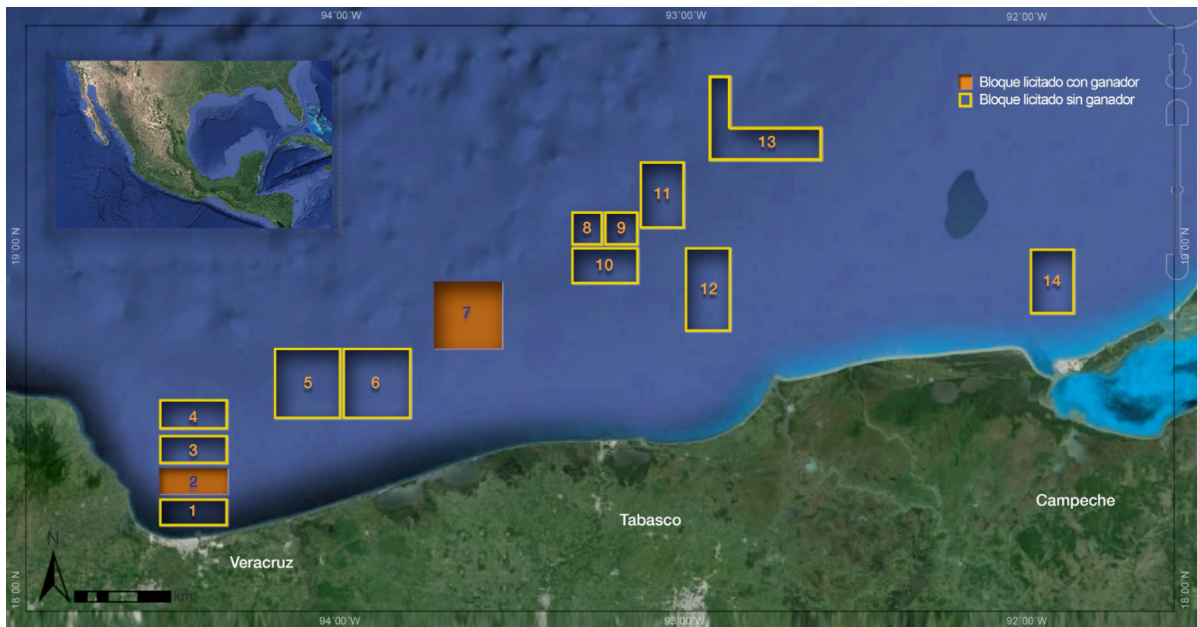 94°00'W
93°00'W
92°00'W
Bloque licitado con ganador
Bloque licitado sin ganador
13
11
8
9
19°00'N
19°00'N
10
14
12
7
5
6
4
3
2
1
Campeche
Tabasco
N
Veracruz
18°00'N
18°00'N
km
94°00'W
93°00'W
92°00'W